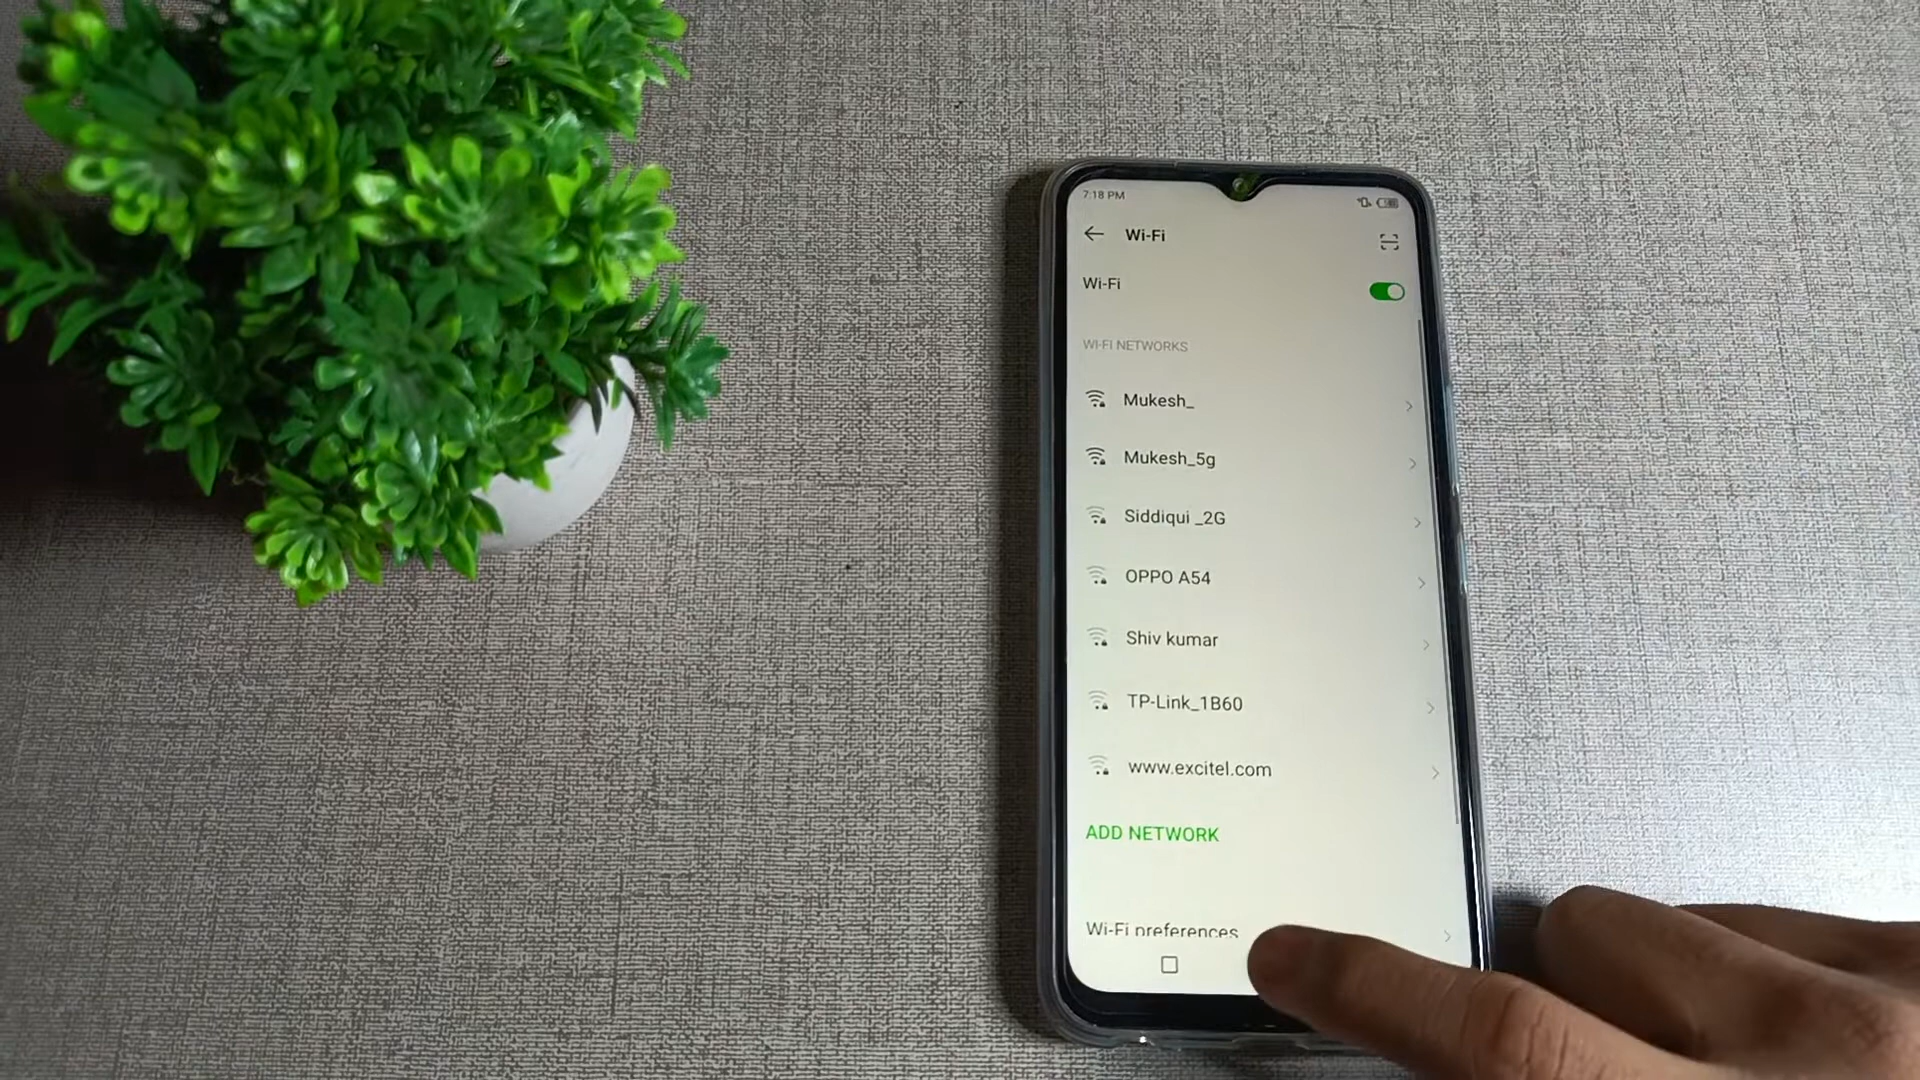 7:18 PM
Wi-Fi
Wi-Fi
WI-FI NETWORKS
Mukesh_
Mukesh_5g
Siddiqui _2G
OPPO A54
Shiv kumar
TP-Link_1B60
www.excitel.com
ADD NETWORK
Wi-Fi preferences